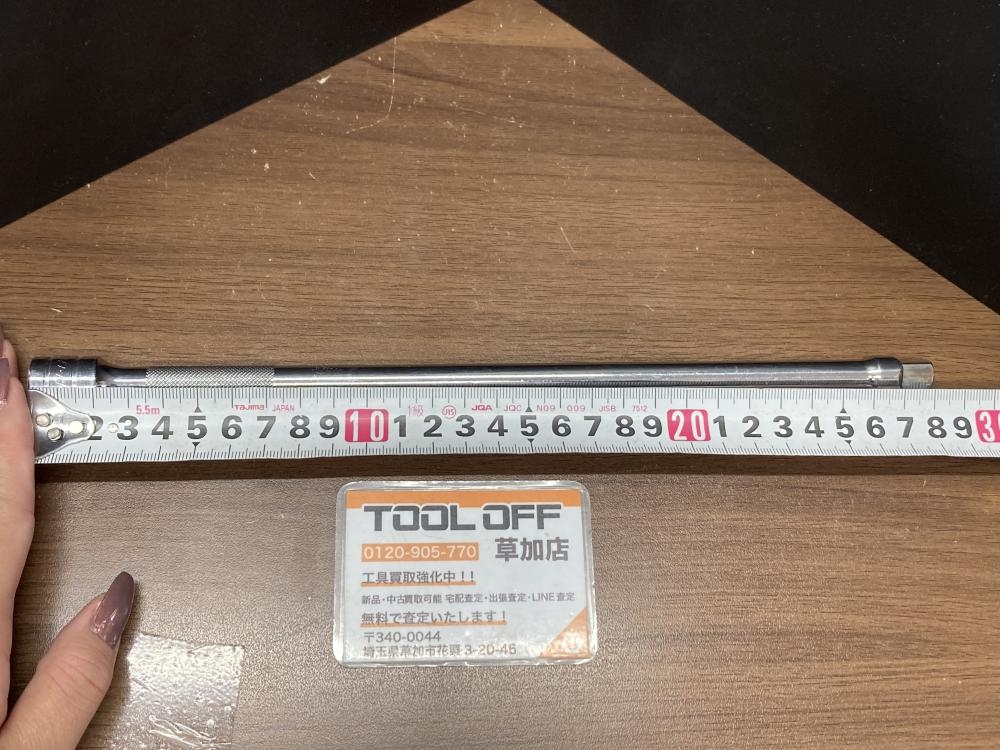 5.5m Tajima JAPAN 1級 JIS JQA JQC N09 009 JISB 7512
2 3 4 5 6 7 8 9 10 1 2 3 4 5 6 7 8 9 20 1 2 3 4 5 6 7 8 9 3
TOOL OFF
0120-905-770 草加店
工具買取強化中!!
新品・中古買取可能 宅配査定・出張査定・LINE査定
無料で査定いたします!
〒340-0044
埼玉県草加市花栗3-20-45